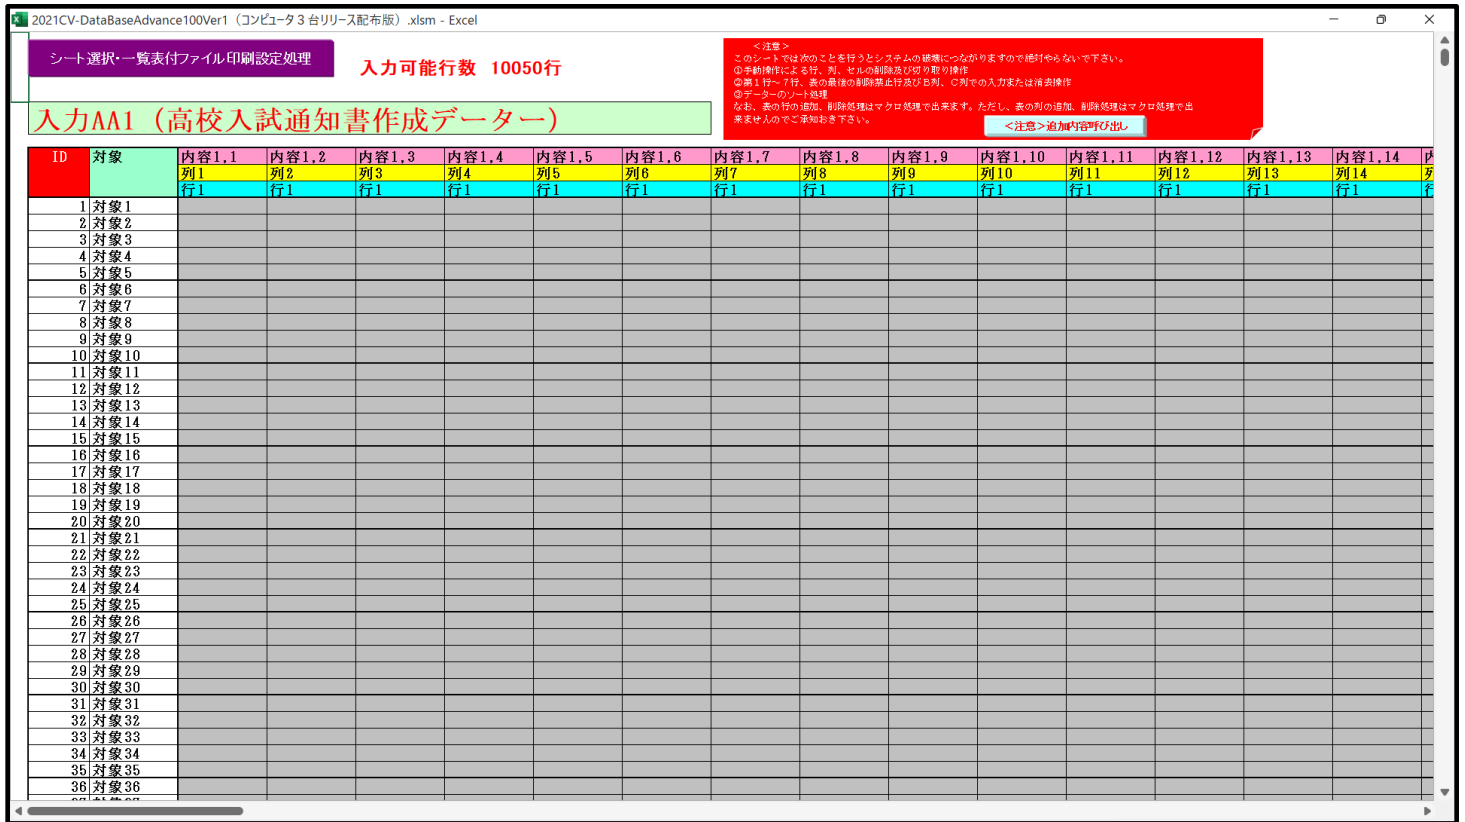 2021CV-DataBaseAdvance100Ver1（コンピュータ３台リリース配布版）.xlsm - Excel
シート選択・一覧表付ファイル印刷設定処理
入力可能行数 10050行
＜注意＞
このシートでは次のことを行うとシステムの破壊につながりますので絶対やらないで下さい。
①手動操作による行、列、セルの削除及び切り取り操作
②第１行～７行、表の最後の削除禁止行及びＢ列、Ｃ列での入力または消去操作
③データーのソート処理
なお、表の行の追加、削除処理はマクロ処理で出来ます。ただし、表の列の追加、削除処理はマクロ処理で出
来ませんのでご承知おき下さい。
＜注意＞追加内容呼び出し
入力AA1（高校入試通知書作成データー）
ID 対象 内容1,1 内容1,2 内容1,3 内容1,4 内容1,5 内容1,6 内容1,7 内容1,8 内容1,9 内容1,10 内容1,11 内容1,12 内容1,13 内容1,14
列1 列2 列3 列4 列5 列6 列7 列8 列9 列10 列11 列12 列13 列14
行1 行1 行1 行1 行1 行1 行1 行1 行1 行1 行1 行1 行1 行1
1 対象1
2 対象2
3 対象3
4 対象4
5 対象5
6 対象6
7 対象7
8 対象8
9 対象9
10 対象10
11 対象11
12 対象12
13 対象13
14 対象14
15 対象15
16 対象16
17 対象17
18 対象18
19 対象19
20 対象20
21 対象21
22 対象22
23 対象23
24 対象24
25 対象25
26 対象26
27 対象27
28 対象28
29 対象29
30 対象30
31 対象31
32 対象32
33 対象33
34 対象34
35 対象35
36 対象36